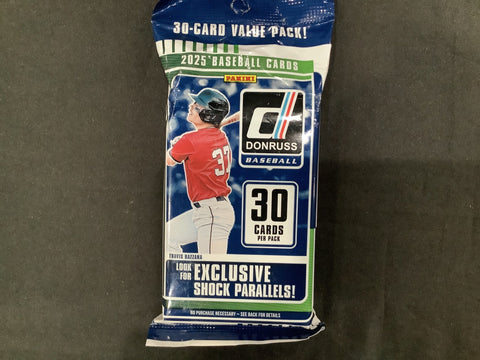 30-CARD VALUE PACK!
2025 BASEBALL CARDS
PANINI
d
DONRUSS
BASEBALL
37
30
CARDS
PER PACK
TRAVIS BAZZANA
LOOK FOR EXCLUSIVE
SHOCK PARALLELS!
NO PURCHASE NECESSARY – SEE BACK FOR DETAILS